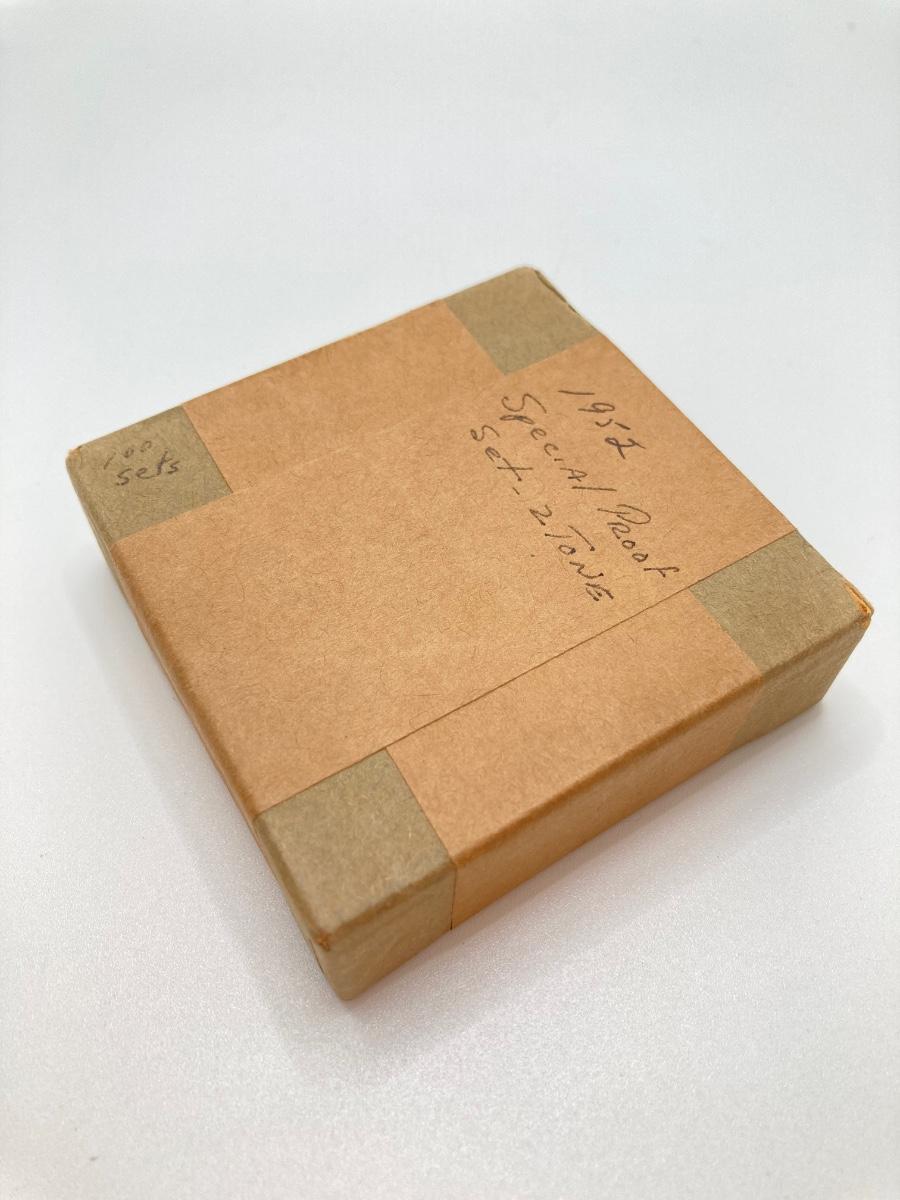 1952
Special Proof
Set - 2 Tone
100
sets